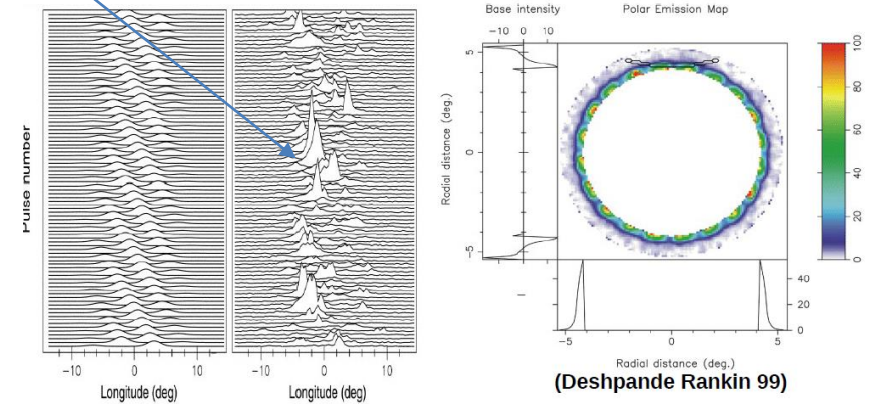 Pulse number
−10 0 10
Longitude (deg)
−10 0 10
Longitude (deg)
Base intensity
−10 0 10
Polar Emission Map
Radial distance (deg.)
5
0
−5
100
80
60
40
20
0
40
20
0
−5 0 5
Radial distance (deg.)
(Deshpande Rankin 99)